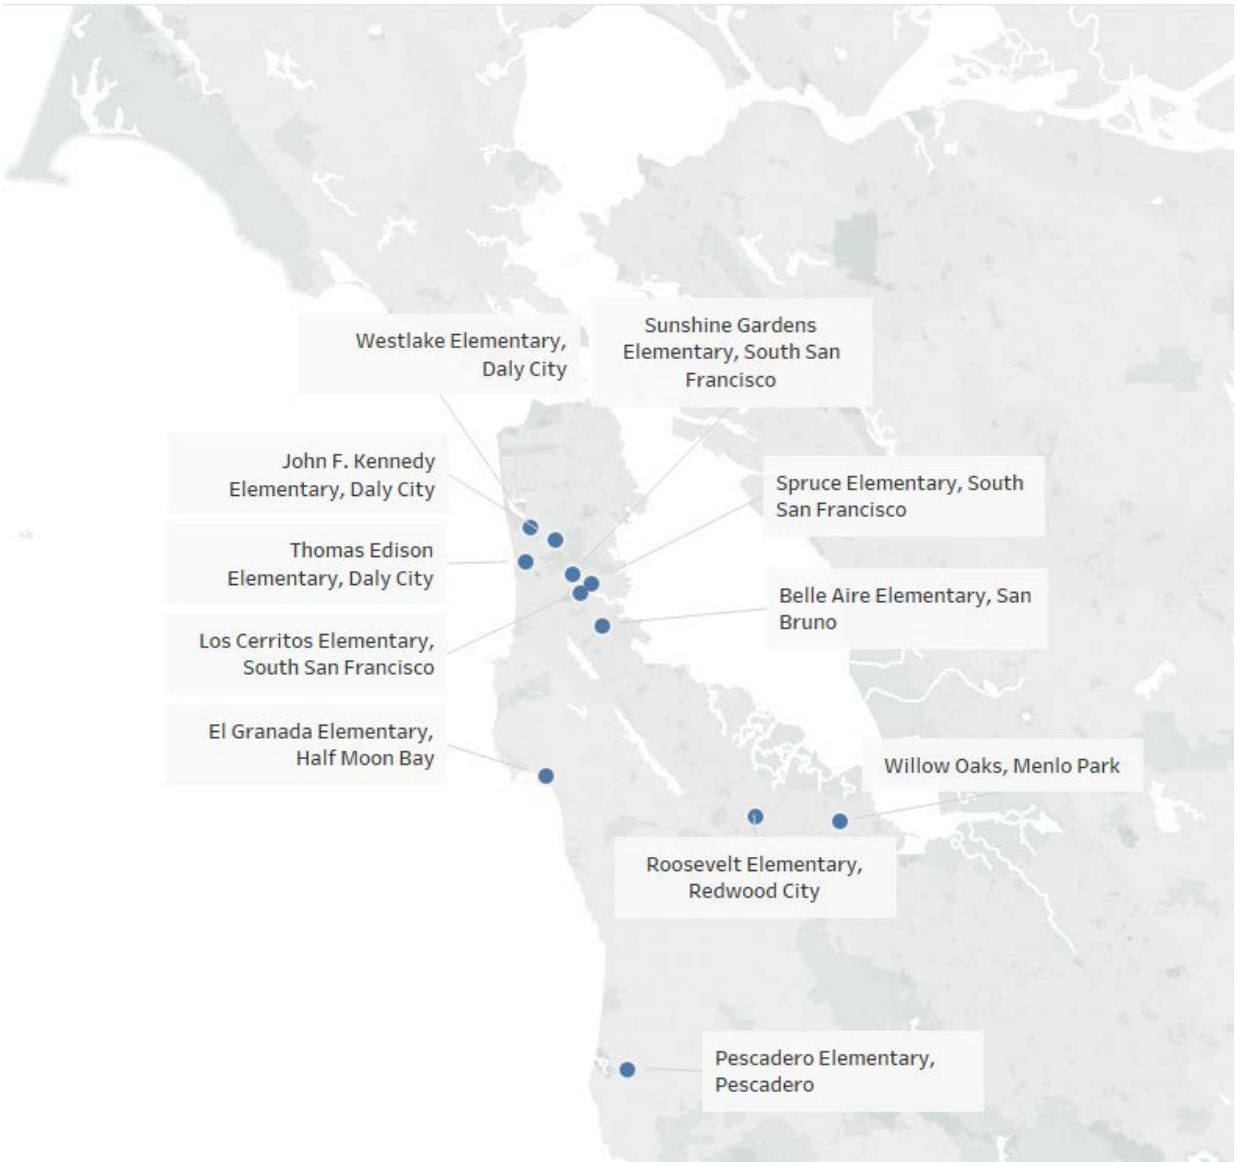 Westlake Elementary,
Daly City
Sunshine Gardens
Elementary, South San
Francisco
John F. Kennedy
Elementary, Daly City
Spruce Elementary, South
San Francisco
Thomas Edison
Elementary, Daly City
Belle Aire Elementary, San
Bruno
Los Cerritos Elementary,
South San Francisco
El Granada Elementary,
Half Moon Bay
Willow Oaks, Menlo Park
Roosevelt Elementary,
Redwood City
Pescadero Elementary,
Pescadero